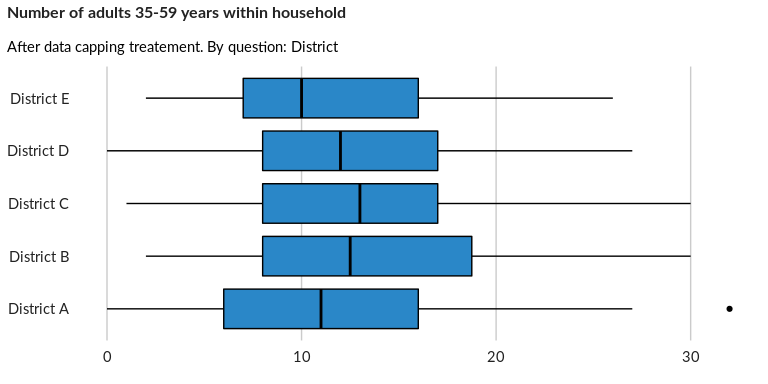 Number of adults 35-59 years within household
After data capping treatement. By question: District
District E
District D
District C
District B
District A
0 10 20 30